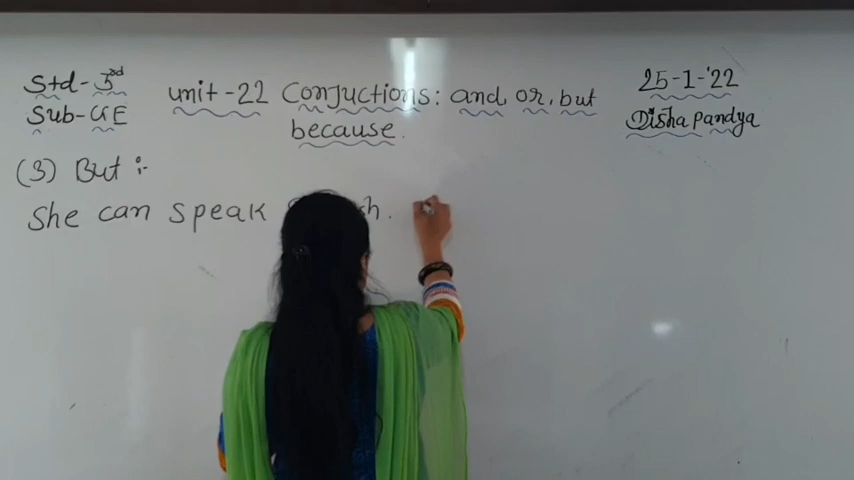 Std-3rd
Sub-GE
unit-22 Conjuctions: and, or, but
because.
25-1-'22
Disha Pandya
(3) But :-
She can speak